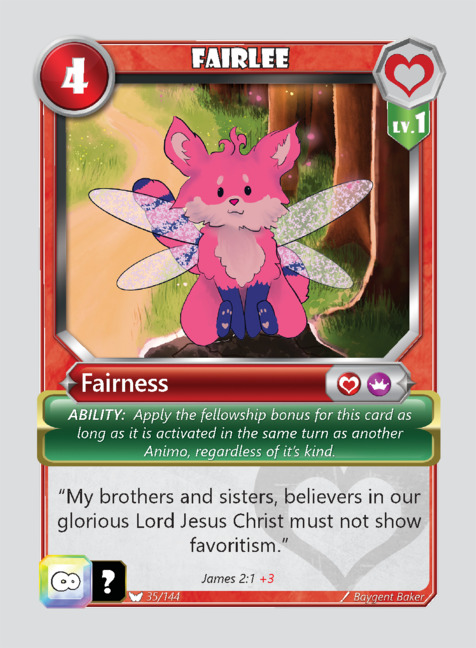 FAIRLEE
4
LV.1
Fairness
ABILITY: Apply the fellowship bonus for this card as
long as it is activated in the same turn as another
Animo, regardless of it's kind.
“My brothers and sisters, believers in our
glorious Lord Jesus Christ must not show
favoritism.”
James 2:1 +3
?
35/144
Baygent Baker